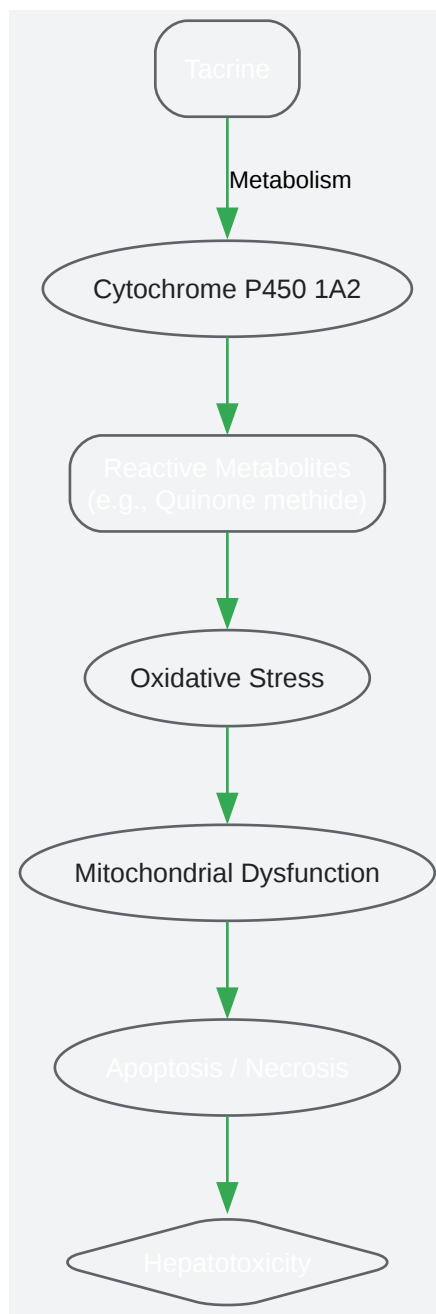 Tacrine
Metabolism
Cytochrome P450 1A2
Reactive Metabolites
(e.g., Quinone methide)
Oxidative Stress
Mitochondrial Dysfunction
Apoptosis / Necrosis
Hepatotoxicity